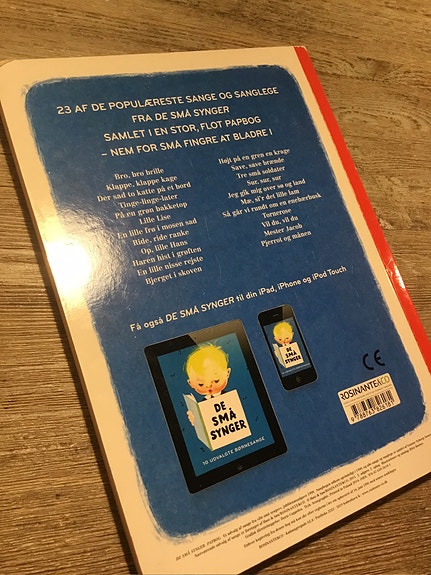 23 AF DE POPULÆRESTE SANGE OG SANGLEGE
FRA DE SMÅ SYNGER
SAMLET I EN STOR, FLOT PAPBOG
– NEM FOR SMÅ FINGRE AT BLADRE I
Bro, bro brille
Klappe, klappe kage
Der sad to katte på et bord
Tinge-linge-later
På en grøn bakketop
Lille Lise
En lille frø i mosen sad
Ride, ride ranke
Op, lille Hans
Haren hist i grøften
En lille nisse rejste
Bjerget i skoven
Højt på en gren en krage
Save, save brænde
Tre små soldater
Sur, sur, sur
Jeg gik mig over sø og land
Mæ, si'r det lille lam
Så går vi rundt om en enebærbusk
Tornerose
Vil du, vil du
Mester Jacob
Pjerrot og månen
Få også DE SMÅ SYNGER til din iPad, iPhone og iPod Touch
DE
SMÅ
SYNGER
10 UDVALGTE BØRNESANGE
DE
SMÅ
SYNGER
CE
ROSINANTE&CO
DE SMÅ SYNGER. PAPBOG.